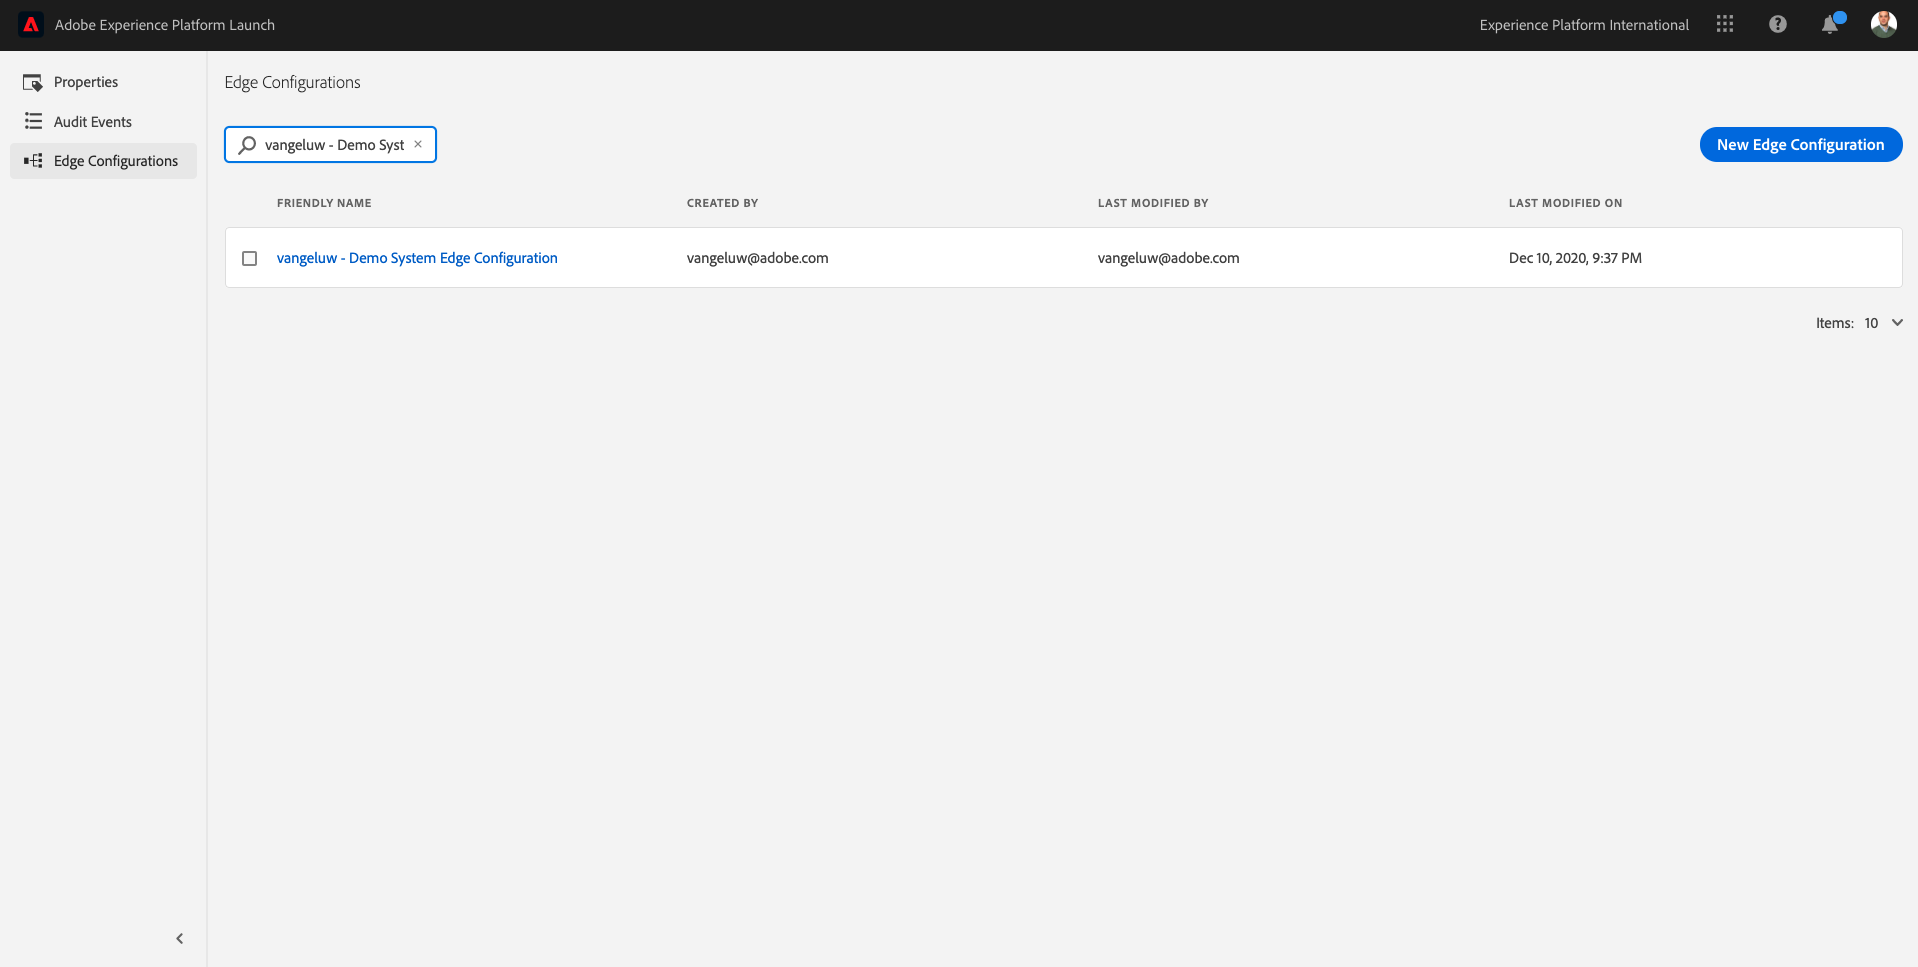 Adobe Experience Platform Launch
Experience Platform International
Properties
Audit Events
Edge Configurations
Edge Configurations
vangeluw - Demo Syst
New Edge Configuration
FRIENDLY NAME
CREATED BY
LAST MODIFIED BY
LAST MODIFIED ON
vangeluw - Demo System Edge Configuration
vangeluw@adobe.com
vangeluw@adobe.com
Dec 10, 2020, 9:37 PM
Items: 10